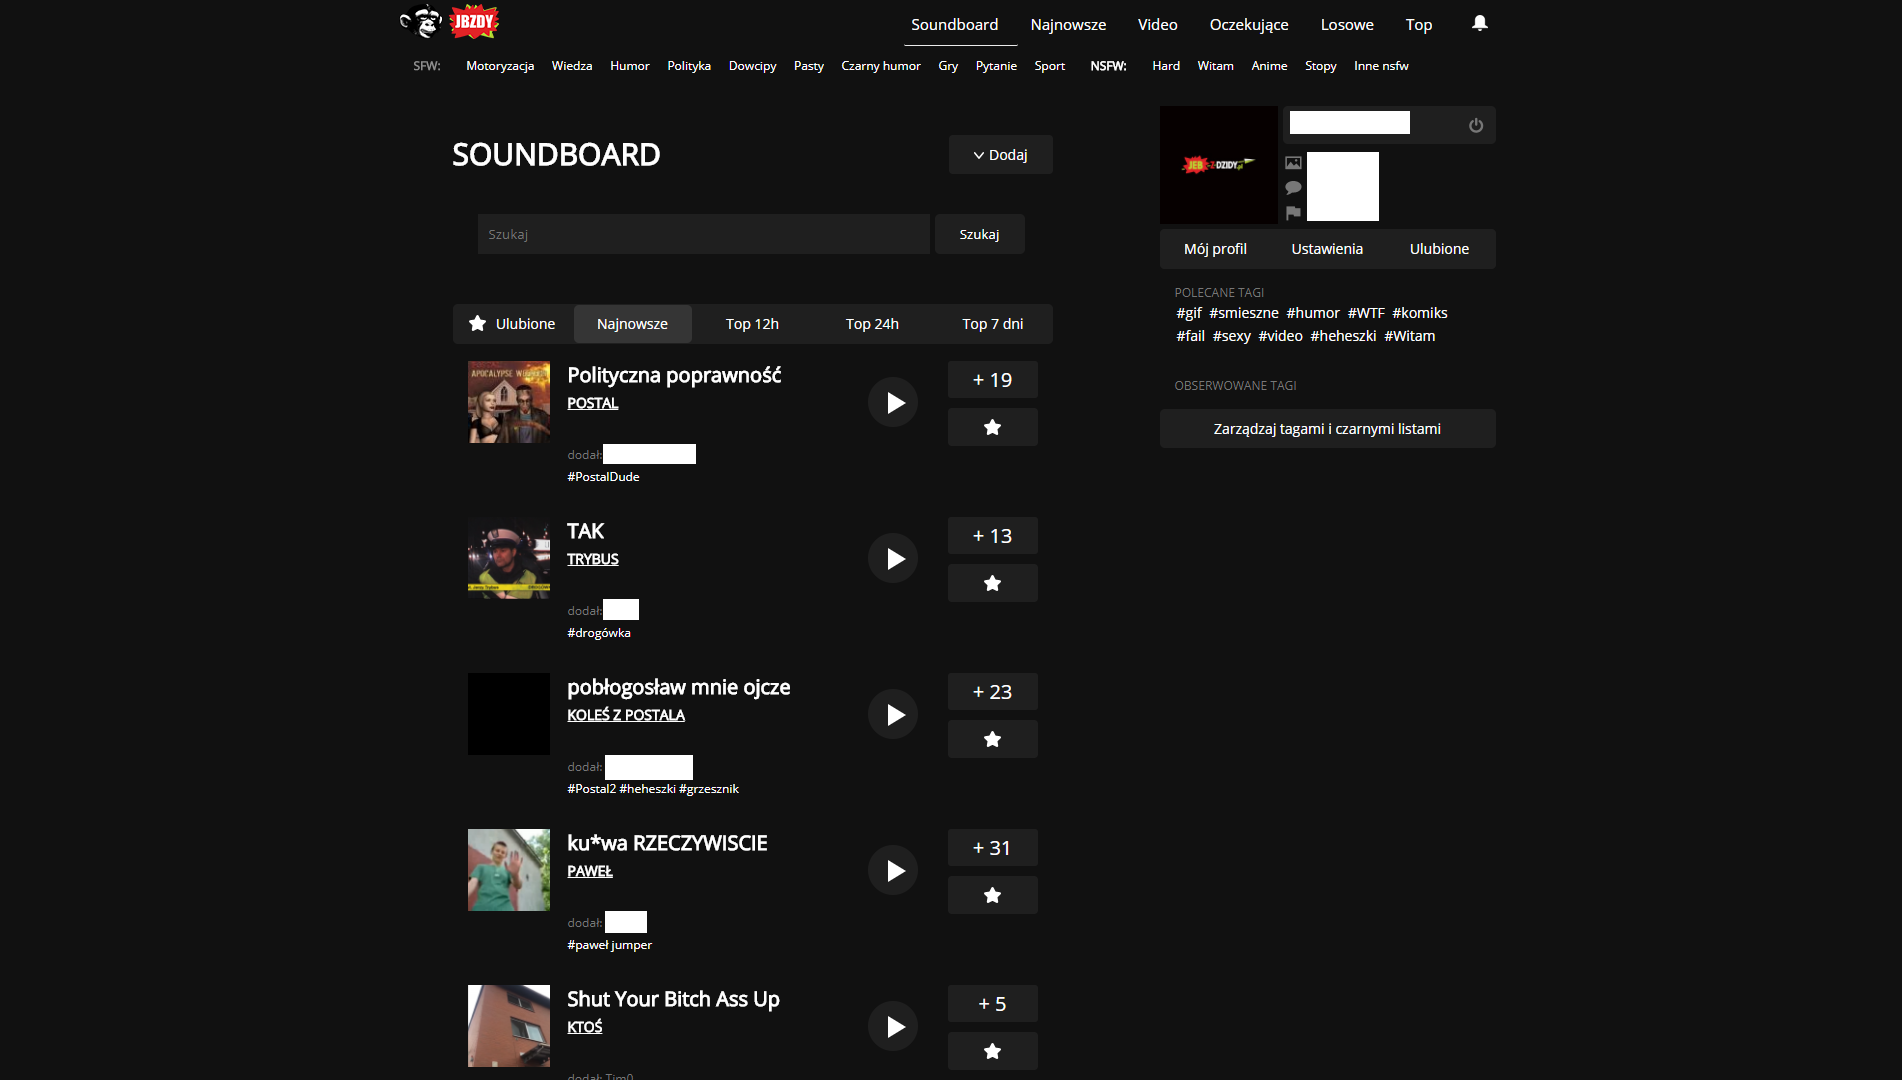 JBZDY
Soundboard Najnowsze Video Oczekujące Losowe Top
SFW: Motoryzacja Wiedza Humor Polityka Dowcipy Pasty Czarny humor Gry Pytanie Sport NSFW: Hard Witam Anime Stopy Inne nsfw
SOUNDBOARD
Dodaj
Szukaj Szukaj
Ulubione Najnowsze Top 12h Top 24h Top 7 dni
APOCALYPSE
Polityczna poprawność
POSTAL
+ 19
dodał:
#PostalDude
TAK
TRYBUS
+ 13
dodał:
#drogówka
pobłogosław mnie ojcze
KOLEŚ Z POSTALA
+ 23
dodał:
#Postal2 #heheszki #grzesznik
ku*wa RZECZYWISCIE
PAWEŁ
+ 31
dodał:
#paweł jumper
Shut Your Bitch Ass Up
KTOŚ
+ 5
dodał: Tim0
JEB-Z-DZIDY.pl
Mój profil Ustawienia Ulubione
POLECANE TAGI
#gif #smieszne #humor #WTF #komiks
#fail #sexy #video #heheszki #Witam
OBSERWOWANE TAGI
Zarządzaj tagami i czarnymi listami